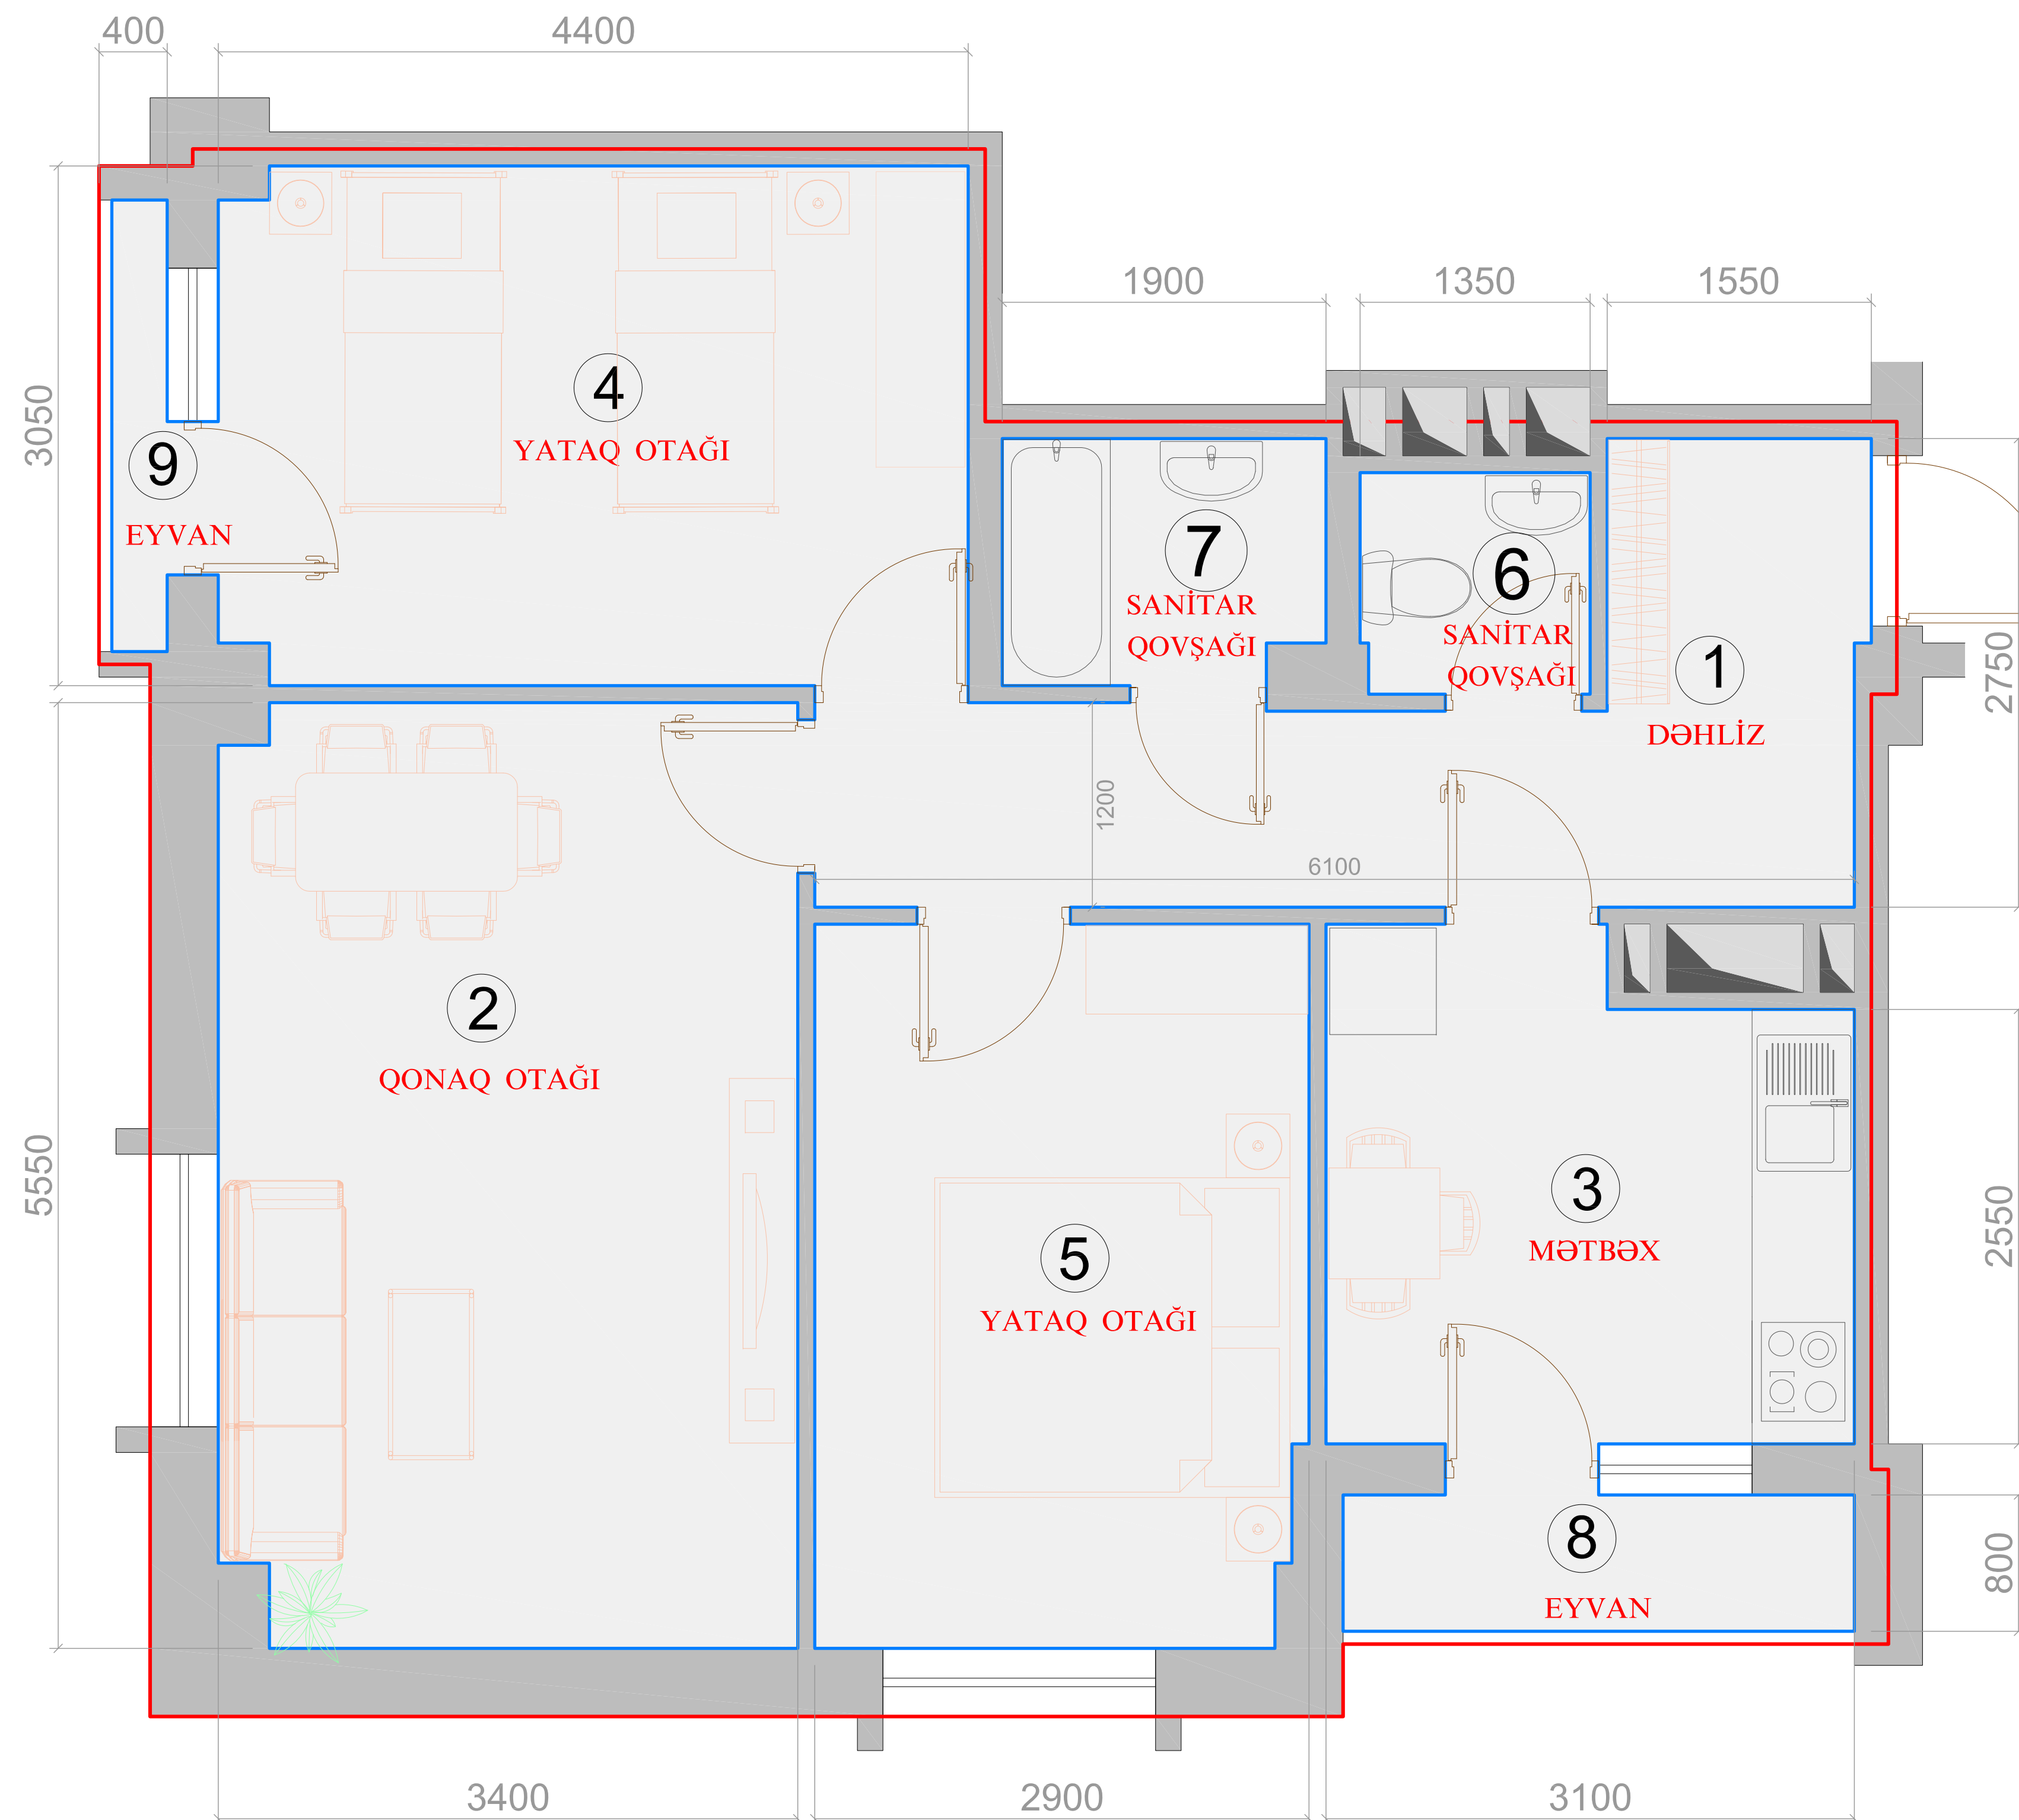 400
4400
1900
1350
1550
3050
4
YATAQ OTAĞI
9
EYVAN
7
SANİTAR
QOVŞAĞI
6
SANİTAR
QOVŞAĞI
1
DƏHLİZ
2750
1200
6100
2
QONAQ OTAĞI
5550
5
YATAQ OTAĞI
3
MƏTBƏX
2550
8
EYVAN
800
3400
2900
3100